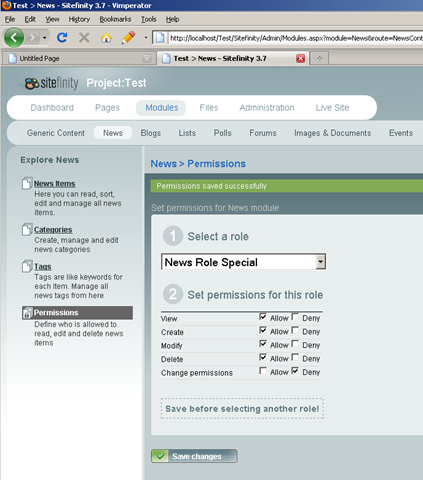 Test > News - Sitefinity 3.7 - Vimperator
File Edit View History Bookmarks Tools Help
http://localhost/Test/Sitefinity/Admin/Modules.aspx?module=News&route=NewsCont
Untitled Page
Test > News - Sitefinity 3.7
sitefinity Project:Test
Dashboard Pages Modules Files Administration Live Site
Generic Content News Blogs Lists Polls Forums Images & Documents Events
Explore News
News Items
Here you can read, sort,
edit and manage all news
items.
Categories
Create, manage and edit
news categories
Tags
Tags are like keywords for
each item. Manage all
news tags from here
Permissions
Define who is allowed to
read, edit and delete news
items
News > Permissions
Permissions saved successfully
Set permissions for News module
1 Select a role
News Role Special
2 Set permissions for this role
View Allow Deny
Create Allow Deny
Modify Allow Deny
Delete Allow Deny
Change permissions Allow Deny
Save before selecting another role!
Save changes